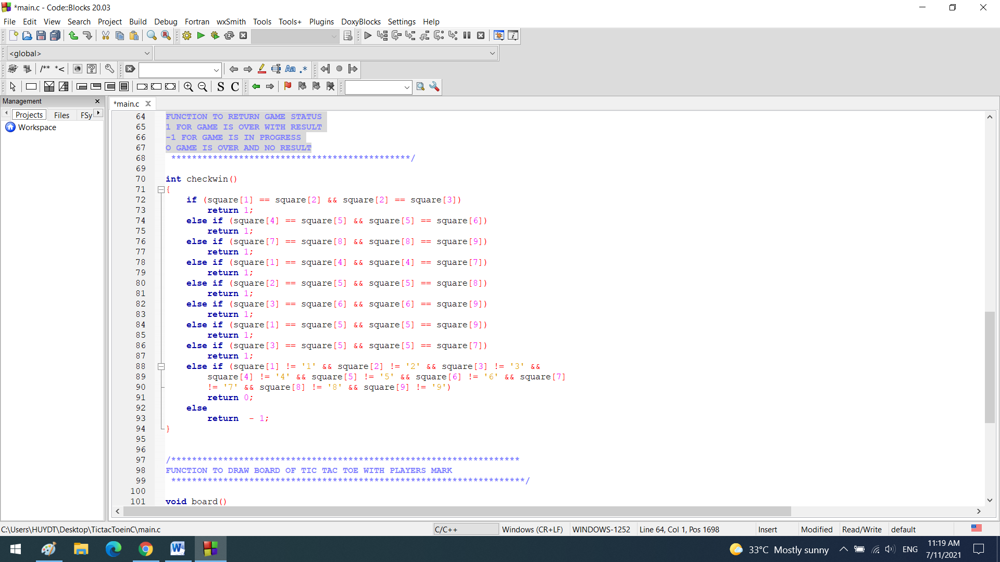 *main.c - Code::Blocks 20.03
File Edit View Search Project Build Debug Fortran wxSmith Tools Tools+ Plugins DoxyBlocks Settings Help
<global>
/** *<
Aa .*
S C
Management
*main.c
Projects Files FSy
Workspace
64 FUNCTION TO RETURN GAME STATUS
65 1 FOR GAME IS OVER WITH RESULT
66 -1 FOR GAME IS IN PROGRESS
67 O GAME IS OVER AND NO RESULT
68 **********************************************/
69
70 int checkwin()
71 {
72 if (square[1] == square[2] && square[2] == square[3])
73 return 1;
74 else if (square[4] == square[5] && square[5] == square[6])
75 return 1;
76 else if (square[7] == square[8] && square[8] == square[9])
77 return 1;
78 else if (square[1] == square[4] && square[4] == square[7])
79 return 1;
80 else if (square[2] == square[5] && square[5] == square[8])
81 return 1;
82 else if (square[3] == square[6] && square[6] == square[9])
83 return 1;
84 else if (square[1] == square[5] && square[5] == square[9])
85 return 1;
86 else if (square[3] == square[5] && square[5] == square[7])
87 return 1;
88 else if (square[1] != '1' && square[2] != '2' && square[3] != '3' &&
89 square[4] != '4' && square[5] != '5' && square[6] != '6' && square[7]
90 != '7' && square[8] != '8' && square[9] != '9')
91 return 0;
92 else
93 return  - 1;
94 }
95
96
97 /*******************************************************************
98 FUNCTION TO DRAW BOARD OF TIC TAC TOE WITH PLAYERS MARK
99 ********************************************************************/
100
101 void board()
C:\Users\HUYDT\Desktop\TictacToeinC\main.c C/C++ Windows (CR+LF) WINDOWS-1252 Line 64, Col 1, Pos 1698 Insert Modified Read/Write default
33°C Mostly sunny ENG 11:19 AM
7/11/2021